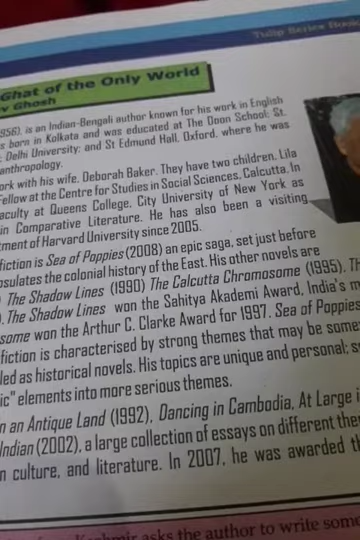 Tulip Series Book
Ghat of the Only World
y Ghosh
956), is an Indian-Bengali author known for his work in English
s born in Kolkata and was educated at The Doon School; St.
; Delhi University; and St Edmund Hall, Oxford, where he was
anthropology.
ork with his wife, Deborah Baker. They have two children, Lila
Fellow at the Centre for Studies in Social Sciences, Calcutta. In
aculty at Queens College, City University of New York as
in Comparative Literature. He has also been a visiting
tment of Harvard University since 2005.
fiction is Sea of Poppies (2008) an epic saga, set just before
psulates the colonial history of the East. His other novels are
) The Shadow Lines (1990) The Calcutta Chromosome (1995). Th
). The Shadow Lines won the Sahitya Akademi Award, India's m
some won the Arthur C. Clarke Award for 1997. Sea of Poppies
fiction is characterised by strong themes that may be some
led as historical novels. His topics are unique and personal; s
ic" elements into more serious themes.
n an Antique Land (1992), Dancing in Cambodia, At Large i
Indian (2002), a large collection of essays on different the
n culture, and literature. In 2007, he was awarded th
asks the author to write some